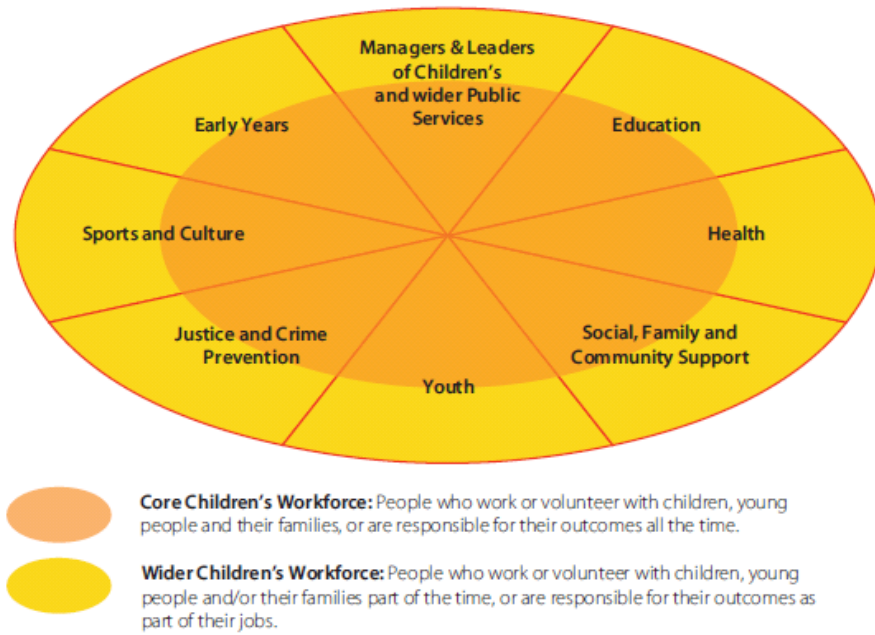 Managers & Leaders
of Children's
and wider Public
Services
Early Years
Education
Sports and Culture
Health
Justice and Crime
Prevention
Social, Family and
Community Support
Youth
Core Children's Workforce: People who work or volunteer with children, young
people and their families, or are responsible for their outcomes all the time.
Wider Children's Workforce: People who work or volunteer with children, young
people and/or their families part of the time, or are responsible for their outcomes as
part of their jobs.